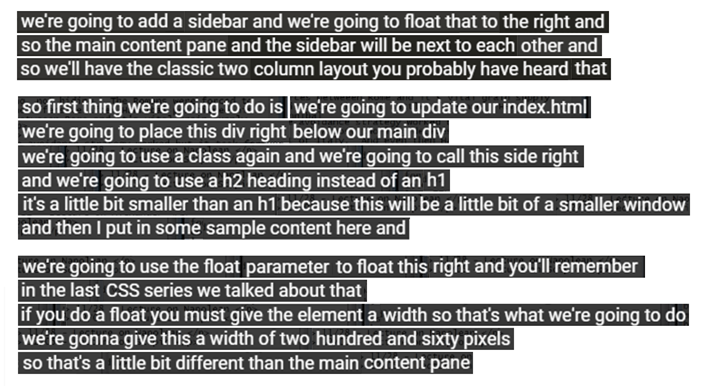 we're going to add a sidebar and we're going to float that to the right and
so the main content pane and the sidebar will be next to each other and
so we'll have the classic two column layout you probably have heard that
so first thing we're going to do is we're going to update our index.html
we're going to place this div right below our main div
we're going to use a class again and we're going to call this side right
and we're going to use a h2 heading instead of an h1
it's a little bit smaller than an h1 because this will be a little bit of a smaller window
and then I put in some sample content here and
we're going to use the float parameter to float this right and you'll remember
in the last CSS series we talked about that
if you do a float you must give the element a width so that's what we're going to do
we're gonna give this a width of two hundred and sixty pixels
so that's a little bit different than the main content pane